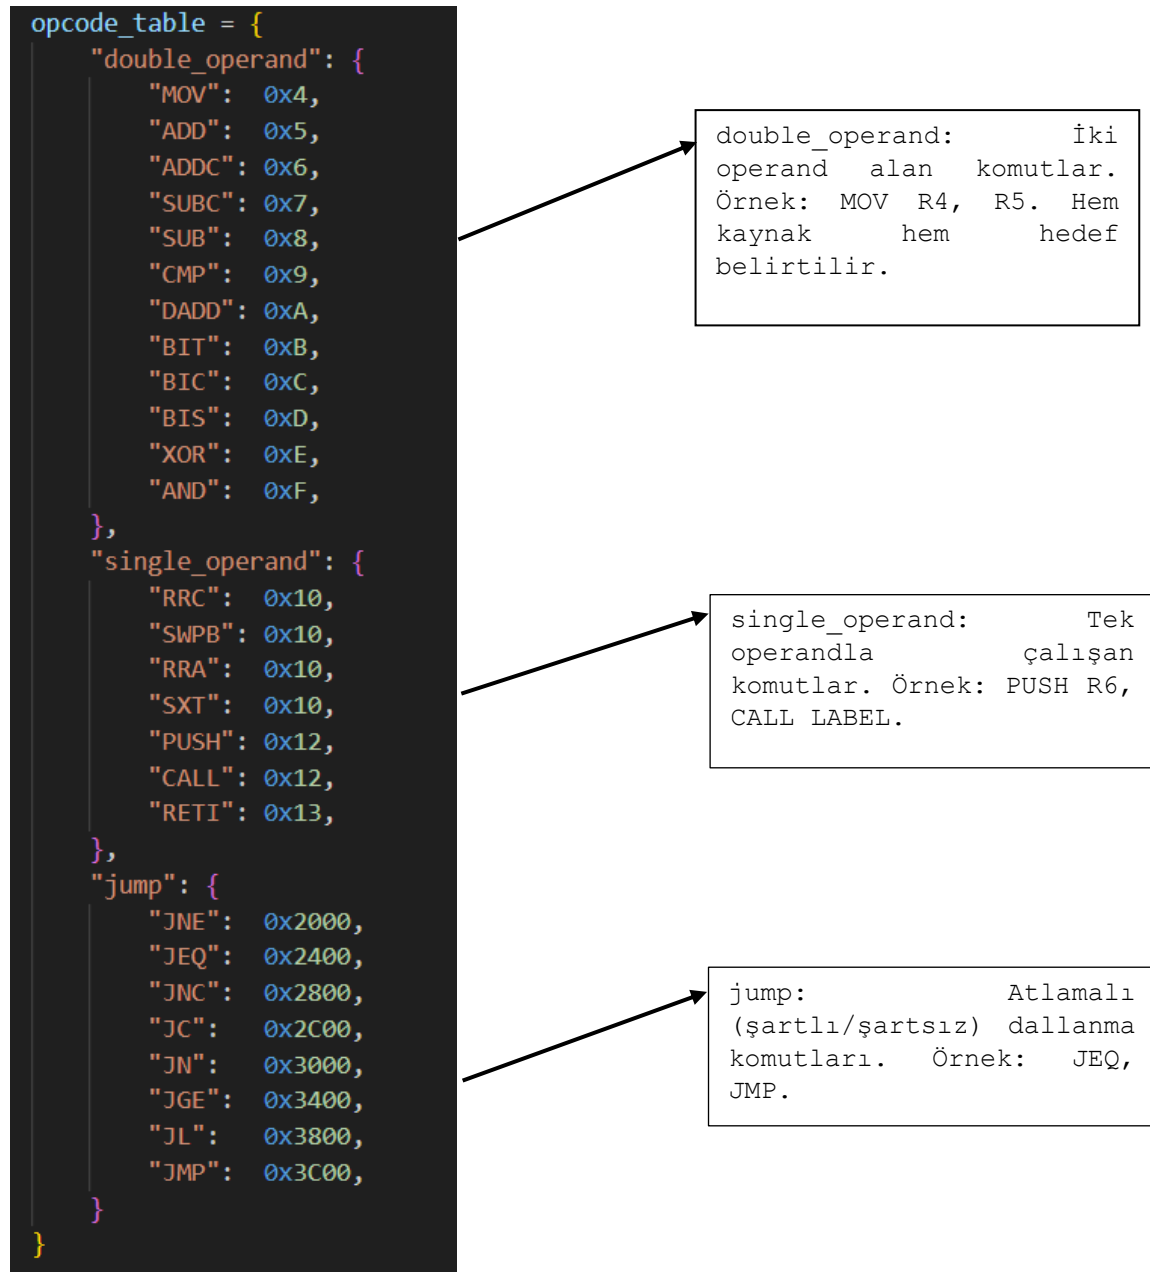 opcode_table = {
"double_operand": {
"MOV": 0x4,
"ADD": 0x5,
"ADDC": 0x6,
"SUBC": 0x7,
"SUB": 0x8,
"CMP": 0x9,
"DADD": 0xA,
"BIT": 0xB,
"BIC": 0xC,
"BIS": 0xD,
"XOR": 0xE,
"AND": 0xF,
},
"single_operand": {
"RRC": 0x10,
"SWPB": 0x10,
"RRA": 0x10,
"SXT": 0x10,
"PUSH": 0x12,
"CALL": 0x12,
"RETI": 0x13,
},
"jump": {
"JNE": 0x2000,
"JEQ": 0x2400,
"JNC": 0x2800,
"JC": 0x2C00,
"JN": 0x3000,
"JGE": 0x3400,
"JL": 0x3800,
"JMP": 0x3C00,
}
}
double_operand: İki
operand alan komutlar.
Örnek: MOV R4, R5. Hem
kaynak hem hedef
belirtilir.
single_operand: Tek
operandla çalışan
komutlar. Örnek: PUSH R6,
CALL LABEL.
jump: Atlamalı
(şartlı/şartsız) dallanma
komutları. Örnek: JEQ,
JMP.